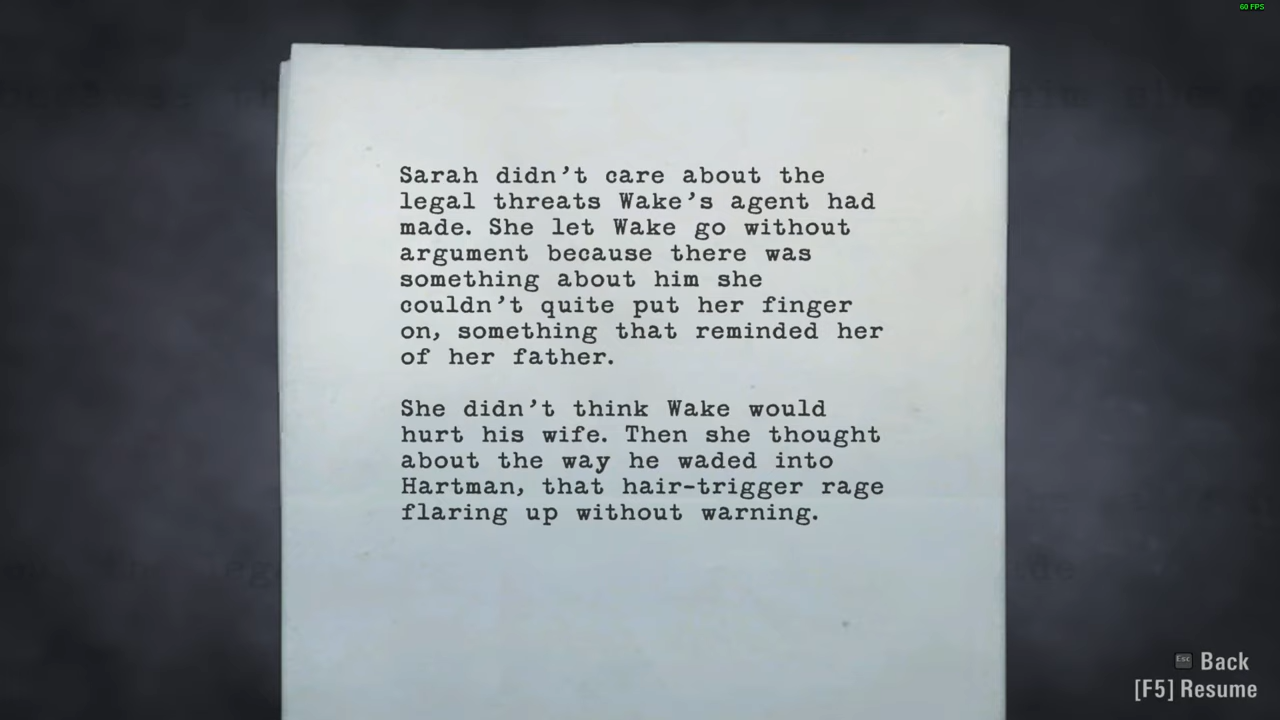 60 FPS
Sarah didn’t care about the
legal threats Wake’s agent had
made. She let Wake go without
argument because there was
something about him she
couldn’t quite put her finger
on, something that reminded her
of her father.
She didn’t think Wake would
hurt his wife. Then she thought
about the way he waded into
Hartman, that hair-trigger rage
flaring up without warning.
Esc Back
[F5] Resume